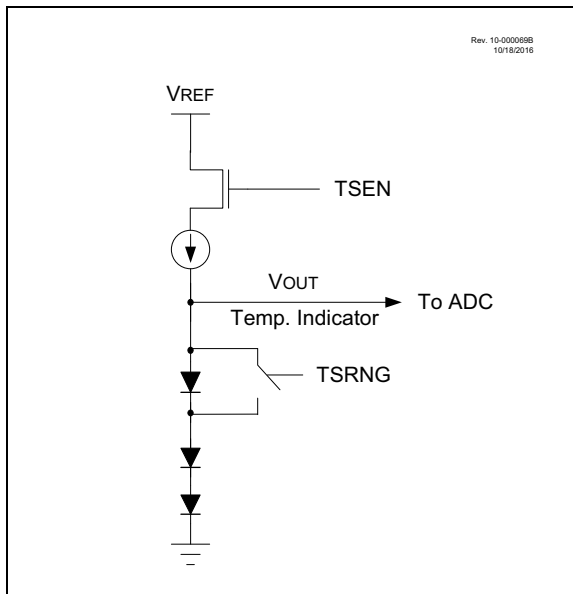 Rev. 10-000069B
10/18/2016
VREF
TSEN
VOUT
To ADC
Temp. Indicator
TSRNG